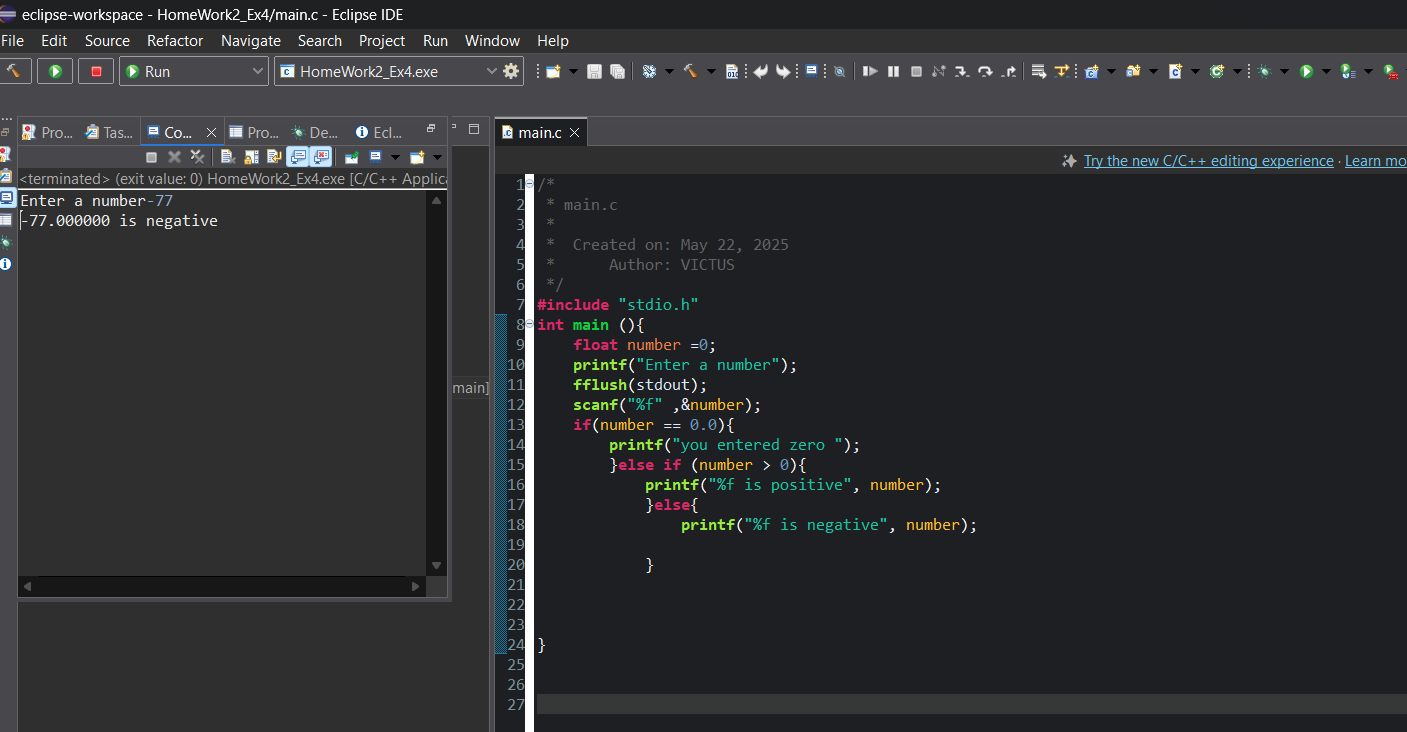 eclipse-workspace - HomeWork2_Ex4/main.c - Eclipse IDE
File Edit Source Refactor Navigate Search Project Run Window Help
Run HomeWork2_Ex4.exe
Pro... Tas... Co... Pro... De... Ecl...
<terminated> (exit value: 0) HomeWork2_Ex4.exe [C/C++ Applica
Enter a number-77
-77.000000 is negative
main]
main.c
Try the new C/C++ editing experience · Learn mo
1 /*
2  * main.c
3  *
4  *  Created on: May 22, 2025
5  *      Author: VICTUS
6  */
7 #include "stdio.h"
8 int main (){
9     float number =0;
10     printf("Enter a number");
11     fflush(stdout);
12     scanf("%f" ,&number);
13     if(number == 0.0){
14         printf("you entered zero ");
15         }else if (number > 0){
16             printf("%f is positive", number);
17             }else{
18                 printf("%f is negative", number);
19
20             }
21
22
23
24 }
25
26
27